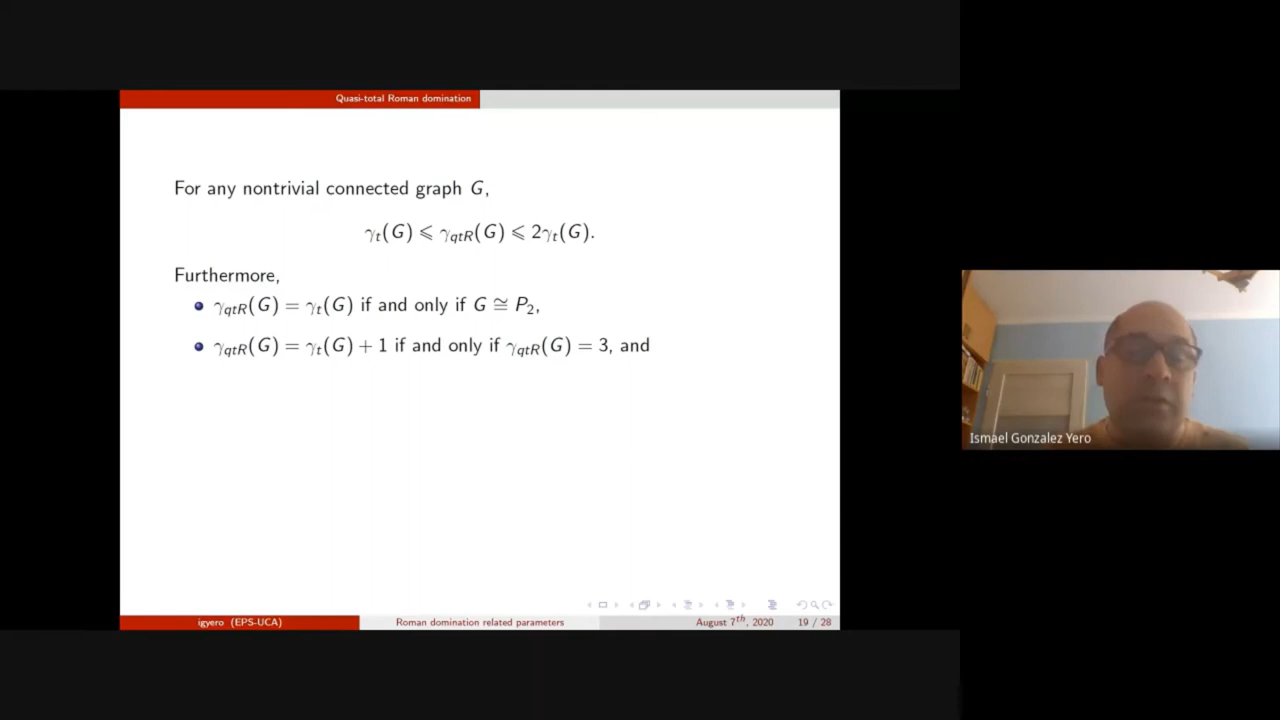 Quasi-total Roman domination
For any nontrivial connected graph G,
γt(G) ⩽ γqtR(G) ⩽ 2γt(G).
Furthermore,
γqtR(G) = γt(G) if and only if G ≅ P2,
γqtR(G) = γt(G) + 1 if and only if γqtR(G) = 3, and
Ismael Gonzalez Yero
igyero (EPS-UCA)
Roman domination related parameters
August 7th, 2020
19 / 28